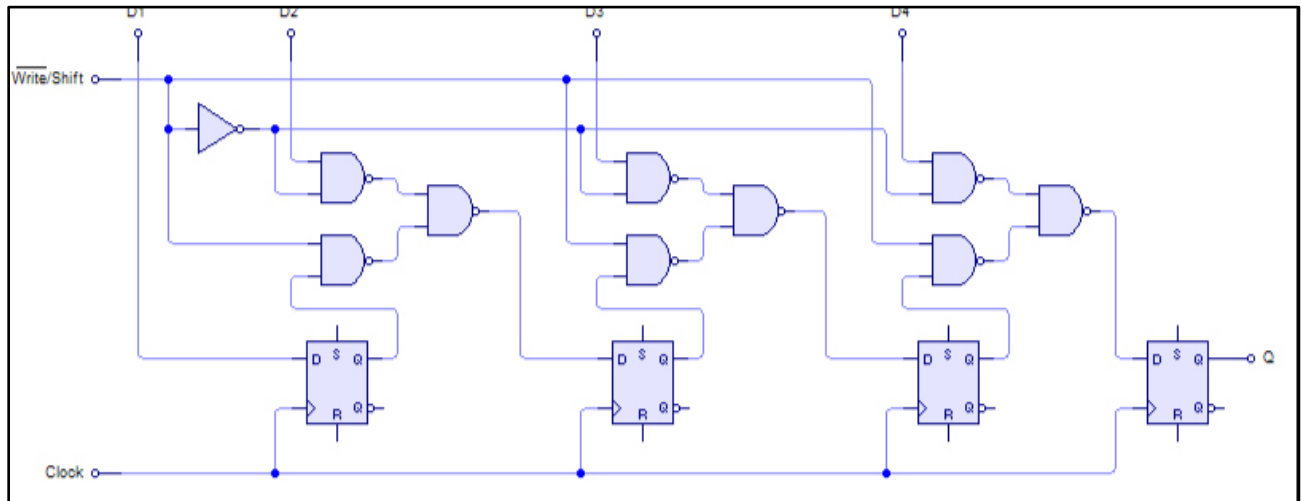 D1 D2 D3 D4
Write/Shift
D S Q D S Q D S Q D S Q
Q
R Q R Q R Q R Q
Clock